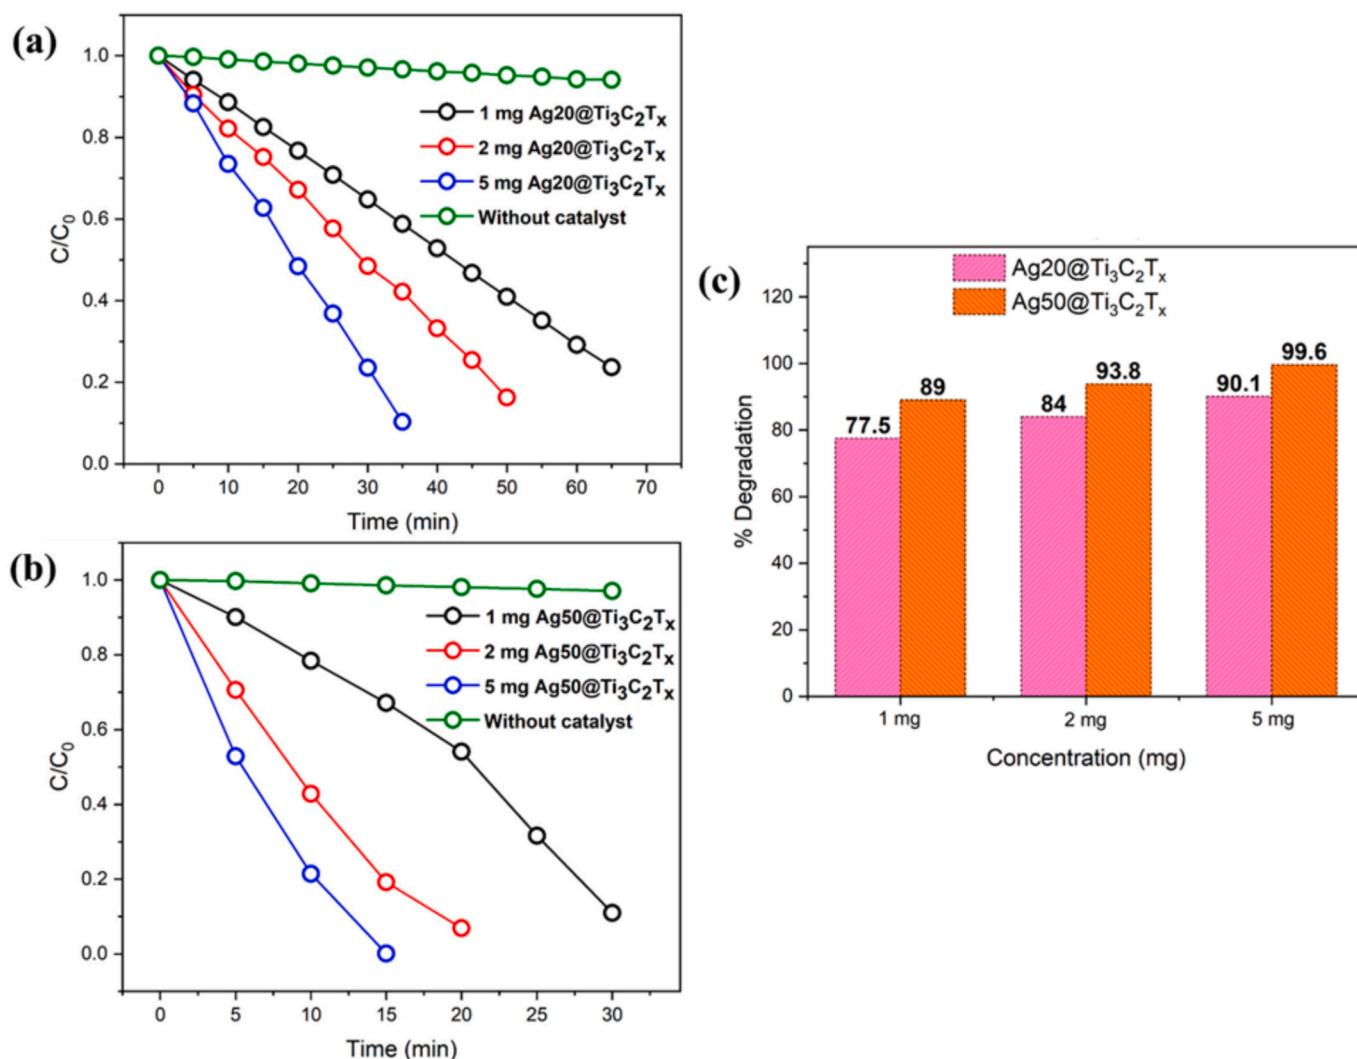 (a)
1.0
0.8
0.6
0.4
0.2
0.0
C/C₀
1 mg Ag20@Ti₃C₂Tₓ
2 mg Ag20@Ti₃C₂Tₓ
5 mg Ag20@Ti₃C₂Tₓ
Without catalyst
0 10 20 30 40 50 60 70
Time (min)
(b)
1.0
0.8
0.6
0.4
0.2
0.0
C/C₀
1 mg Ag50@Ti₃C₂Tₓ
2 mg Ag50@Ti₃C₂Tₓ
5 mg Ag50@Ti₃C₂Tₓ
Without catalyst
0 5 10 15 20 25 30
Time (min)
(c)
Ag20@Ti₃C₂Tₓ
Ag50@Ti₃C₂Tₓ
120
100
80
60
40
20
0
% Degradation
77.5 89 84 93.8 90.1 99.6
1 mg 2 mg 5 mg
Concentration (mg)